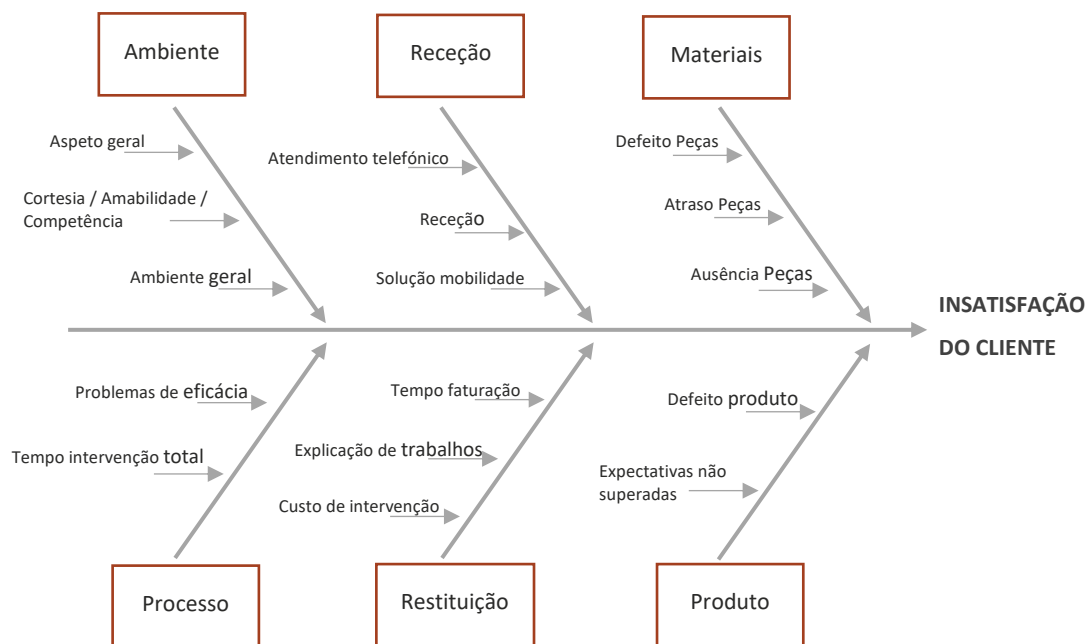 Ambiente
Receção
Materiais
Aspeto geral
Cortesia / Amabilidade /
Competência
Ambiente geral
Atendimento telefónico
Receção
Solução mobilidade
Defeito Peças
Atraso Peças
Ausência Peças
INSATISFAÇÃO
DO CLIENTE
Problemas de eficácia
Tempo intervenção total
Tempo faturação
Explicação de trabalhos
Custo de intervenção
Defeito produto
Expectativas não
superadas
Processo
Restituição
Produto